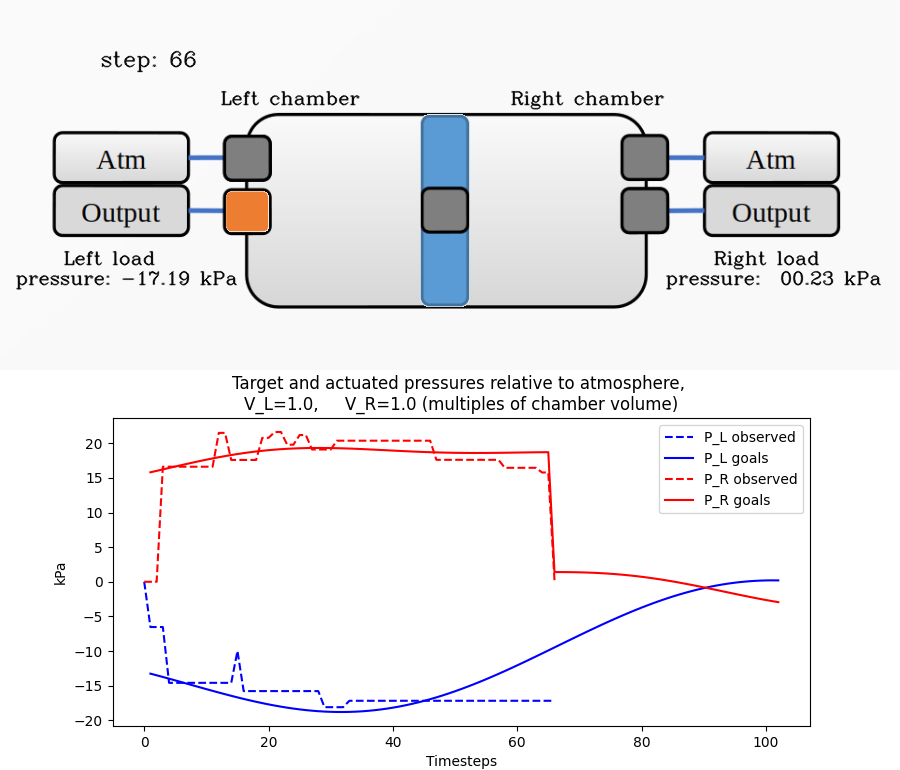 step: 66
Left chamber
Right chamber
Atm
Atm
Output
Output
Left load
pressure: −17.19 kPa
Right load
pressure: 00.23 kPa
Target and actuated pressures relative to atmosphere,
V_L=1.0, V_R=1.0 (multiples of chamber volume)
P_L observed
P_L goals
P_R observed
P_R goals
20
15
10
5
0
−5
−10
−15
−20
kPa
0
20
40
60
80
100
Timesteps